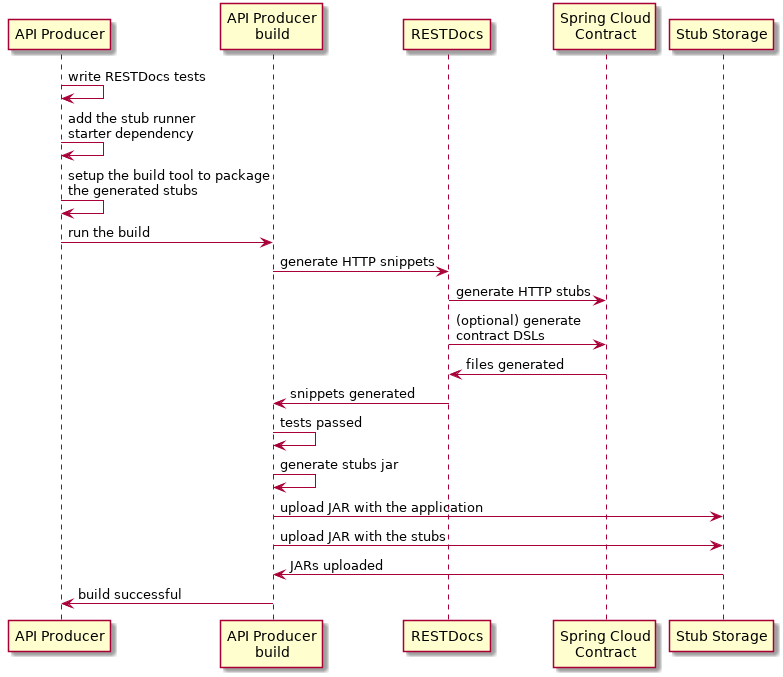 API Producer
API Producer
build
RESTDocs
Spring Cloud
Contract
Stub Storage
write RESTDocs tests
add the stub runner
starter dependency
setup the build tool to package
the generated stubs
run the build
generate HTTP snippets
generate HTTP stubs
(optional) generate
contract DSLs
files generated
snippets generated
tests passed
generate stubs jar
upload JAR with the application
upload JAR with the stubs
JARs uploaded
build successful
API Producer
API Producer
build
RESTDocs
Spring Cloud
Contract
Stub Storage